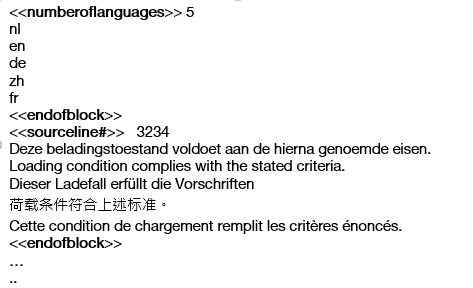 <<numberoflanguages>> 5
nl
en
de
zh
fr
<<endofblock>>
<<sourceline#>> 3234
Deze beladingstoestand voldoet aan de hierna genoemde eisen.
Loading condition complies with the stated criteria.
Dieser Ladefall erfüllt die Vorschriften
荷载条件符合上述标准。
Cette condition de chargement remplit les critères énoncés.
<<endofblock>>
…
..